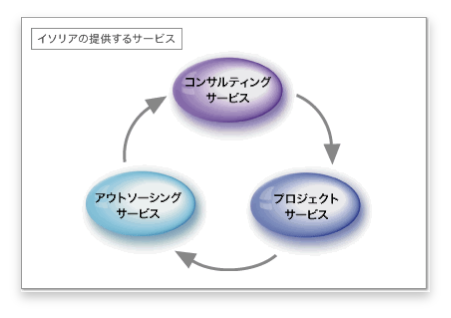 イソリアの提供するサービス
コンサルティング
サービス
アウトソーシング
サービス
プロジェクト
サービス